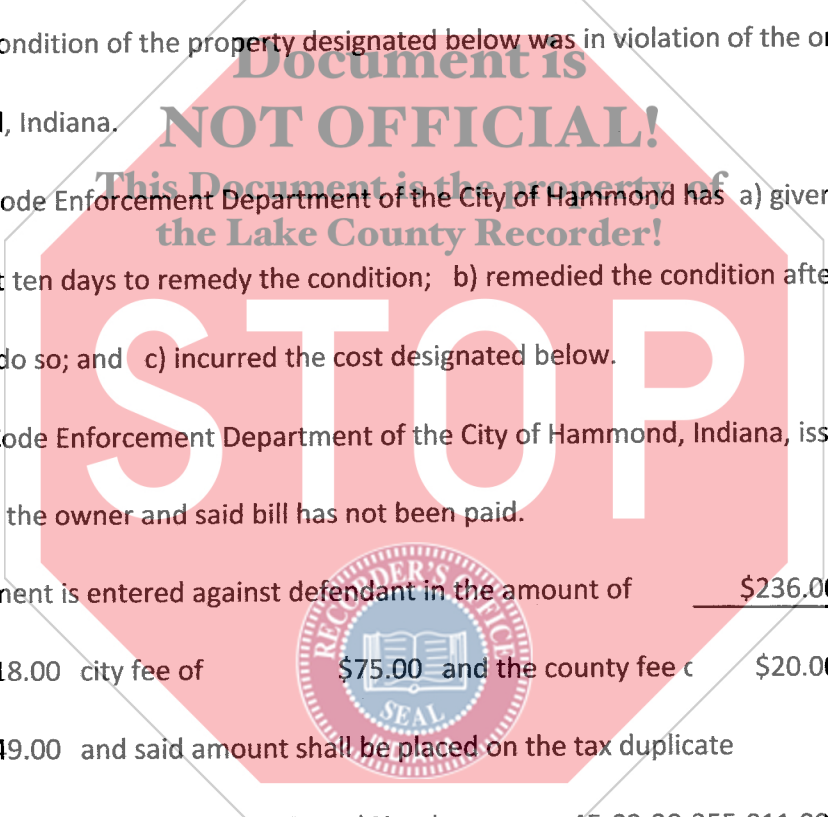 ondition of the property designated below was in violation of the or
Document is
, Indiana.
NOT OFFICIAL!
This Document is the property of
ode Enforcement Department of the City of Hammond has a) given
the Lake County Recorder!
t ten days to remedy the condition; b) remedied the condition afte
do so; and c) incurred the cost designated below.
STOP
Code Enforcement Department of the City of Hammond, Indiana, iss
the owner and said bill has not been paid.
ment is entered against defendant in the amount of $236.00
RECORDER'S OFFICE
18.00 city fee of $75.00 and the county fee o $20.00
SEAL
49.00 and said amount shall be placed on the tax duplicate